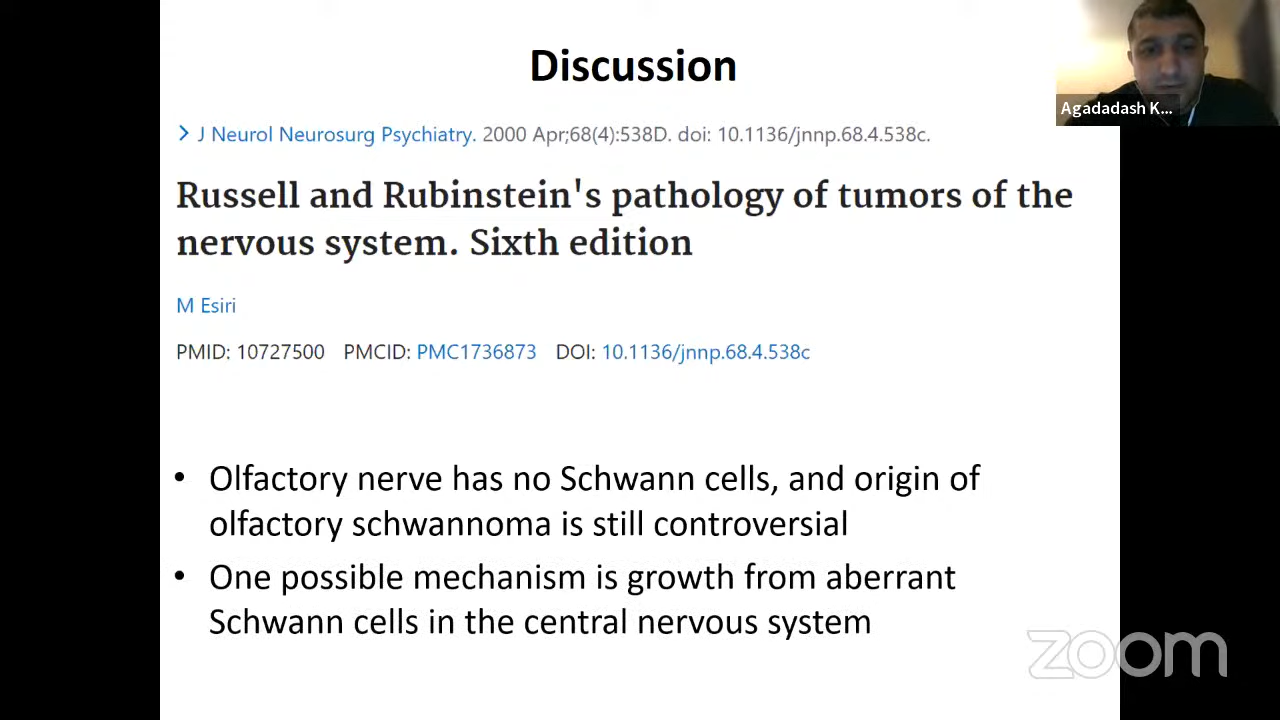 Discussion
Agadadash K...
> J Neurol Neurosurg Psychiatry. 2000 Apr;68(4):538D. doi: 10.1136/jnnp.68.4.538c.
Russell and Rubinstein's pathology of tumors of the
nervous system. Sixth edition
M Esiri
PMID: 10727500 PMCID: PMC1736873 DOI: 10.1136/jnnp.68.4.538c
• Olfactory nerve has no Schwann cells, and origin of
olfactory schwannoma is still controversial
• One possible mechanism is growth from aberrant
Schwann cells in the central nervous system
zoom